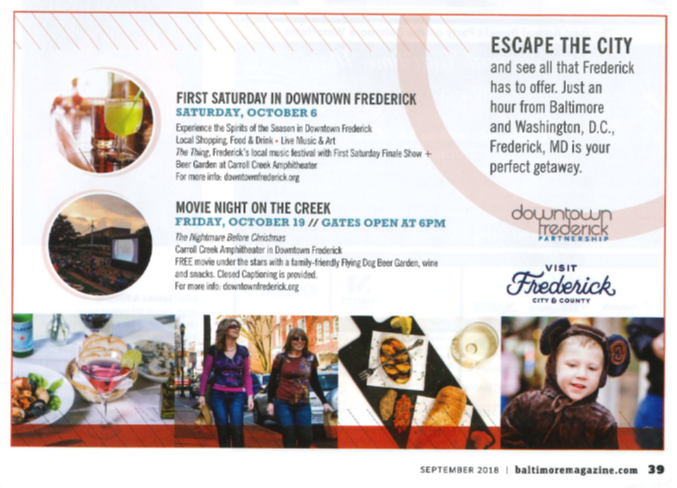 FIRST SATURDAY IN DOWNTOWN FREDERICK
SATURDAY, OCTOBER 6
Experience the Spirits of the Season in Downtown Frederick
Local Shopping, Food & Drink • Live Music & Art
The Thing, Frederick's local music festival with First Saturday Finale Show +
Beer Garden at Carroll Creek Amphitheater
For more info: downtownfrederick.org
MOVIE NIGHT ON THE CREEK
FRIDAY, OCTOBER 19 // GATES OPEN AT 6PM
The Nightmare Before Christmas
Carroll Creek Amphitheater in Downtown Frederick
FREE movie under the stars with a family-friendly Flying Dog Beer Garden, wine
and snacks. Closed Captioning is provided.
For more info: downtownfrederick.org
ESCAPE THE CITY
and see all that Frederick
has to offer. Just an
hour from Baltimore
and Washington, D.C.,
Frederick, MD is your
perfect getaway.
downtown
frederick
PARTNERSHIP
VISIT
Frederick
CITY & COUNTY
SEPTEMBER 2018 | baltimoremagazine.com 39